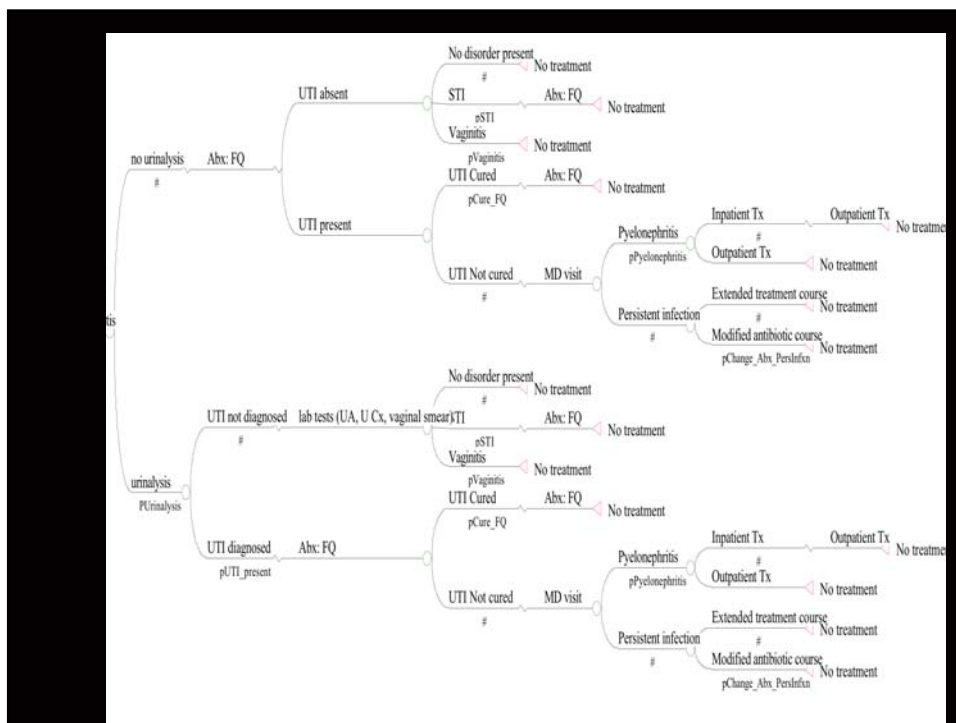 No disorder present
#
No treatment
STI
pSTI
Abx: FQ
No treatment
Vaginitis
pVaginitis
No treatment
UTI absent
no urinalysis
#
Abx: FQ
UTI Cured
pCure_FQ
Abx: FQ
No treatment
UTI present
UTI Not cured
#
MD visit
Pyelonephritis
pPyelonephritis
Inpatient Tx
#
Outpatient Tx
No treatme
Outpatient Tx
No treatment
Persistent infection
#
Extended treatment course
#
No treatment
Modified antibiotic course
pChange_Abx_PersInfxn
No treatment
tis
No disorder present
#
No treatment
UTI not diagnosed
#
lab tests (UA, U Cx, vaginal smear)
STI
pSTI
Abx: FQ
No treatment
Vaginitis
pVaginitis
No treatment
urinalysis
PUrinalysis
UTI Cured
pCure_FQ
Abx: FQ
No treatment
UTI diagnosed
pUTI_present
Abx: FQ
UTI Not cured
#
MD visit
Pyelonephritis
pPyelonephritis
Inpatient Tx
#
Outpatient Tx
No treatme
Outpatient Tx
No treatment
Persistent infection
#
Extended treatment course
#
No treatment
Modified antibiotic course
pChange_Abx_PersInfxn
No treatment